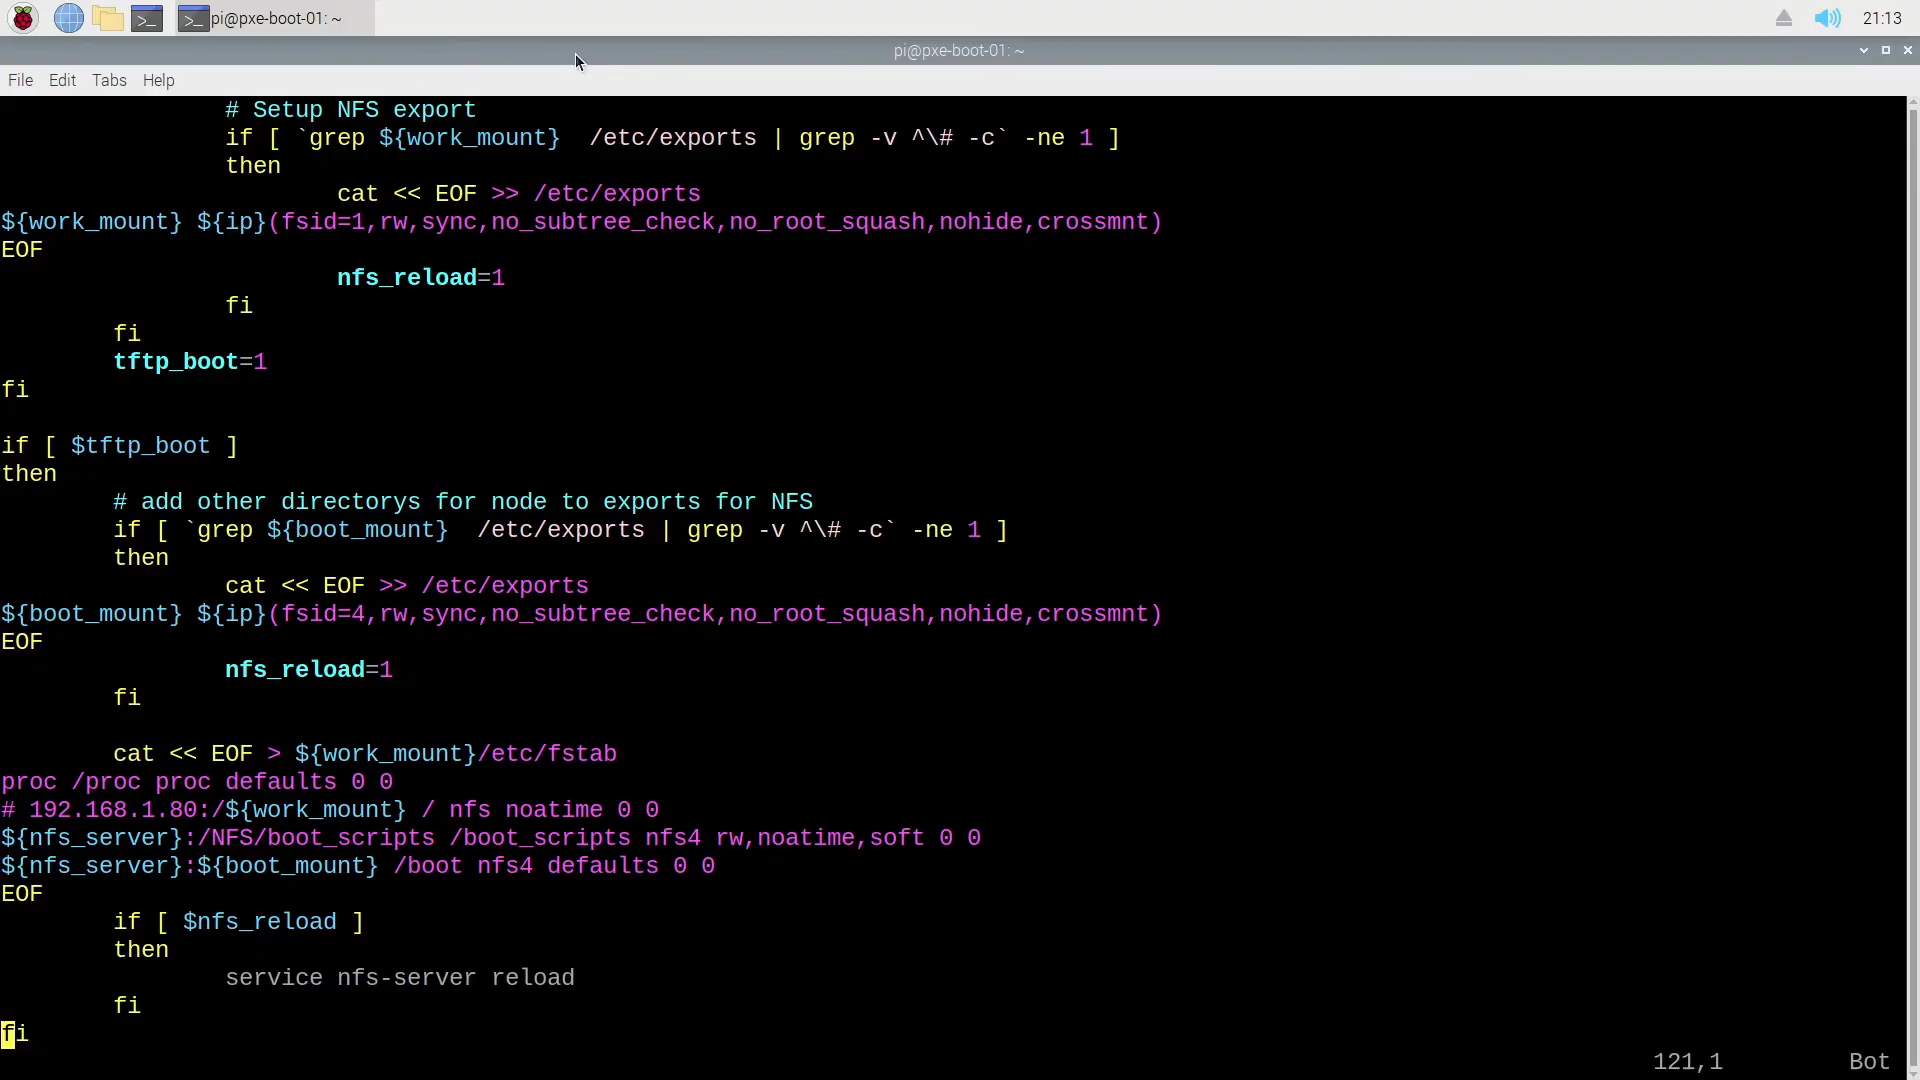 pi@pxe-boot-01: ~
21:13
pi@pxe-boot-01: ~
File Edit Tabs Help
# Setup NFS export
if [ `grep ${work_mount}  /etc/exports | grep -v ^\# -c` -ne 1 ]
then
cat << EOF >> /etc/exports
${work_mount} ${ip}(fsid=1,rw,sync,no_subtree_check,no_root_squash,nohide,crossmnt)
EOF
nfs_reload=1
fi
fi
tftp_boot=1
fi
if [ $tftp_boot ]
then
# add other directorys for node to exports for NFS
if [ `grep ${boot_mount}  /etc/exports | grep -v ^\# -c` -ne 1 ]
then
cat << EOF >> /etc/exports
${boot_mount} ${ip}(fsid=4,rw,sync,no_subtree_check,no_root_squash,nohide,crossmnt)
EOF
nfs_reload=1
fi
cat << EOF > ${work_mount}/etc/fstab
proc /proc proc defaults 0 0
# 192.168.1.80:/${work_mount} / nfs noatime 0 0
${nfs_server}:/NFS/boot_scripts /boot_scripts nfs4 rw,noatime,soft 0 0
${nfs_server}:${boot_mount} /boot nfs4 defaults 0 0
EOF
if [ $nfs_reload ]
then
service nfs-server reload
fi
fi
121,1 Bot